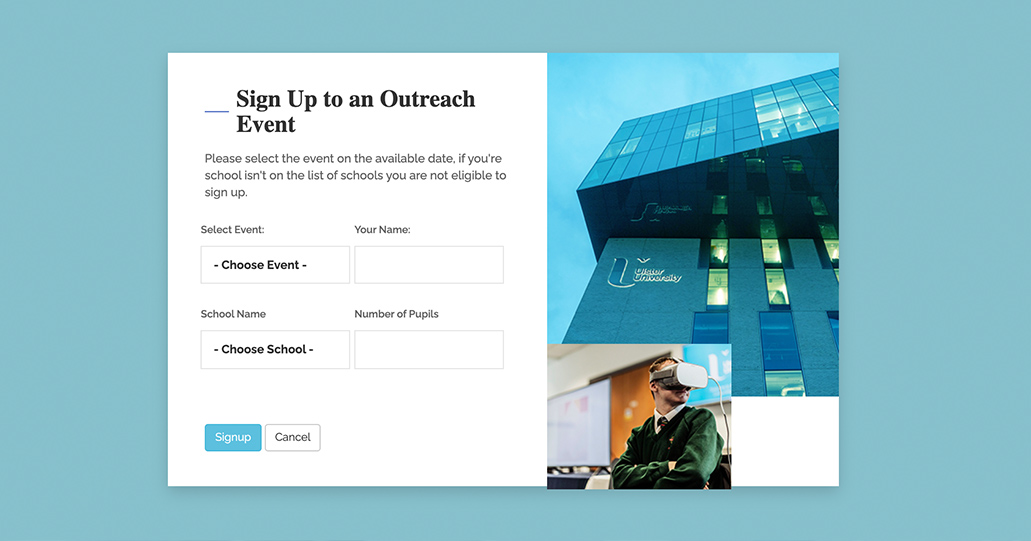 Sign Up to an Outreach
Event
Please select the event on the available date, if you're
school isn't on the list of schools you are not eligible to
sign up.
Select Event:
Your Name:
- Choose Event -
School Name
Number of Pupils
- Choose School -
Signup
Cancel
Ulster
University